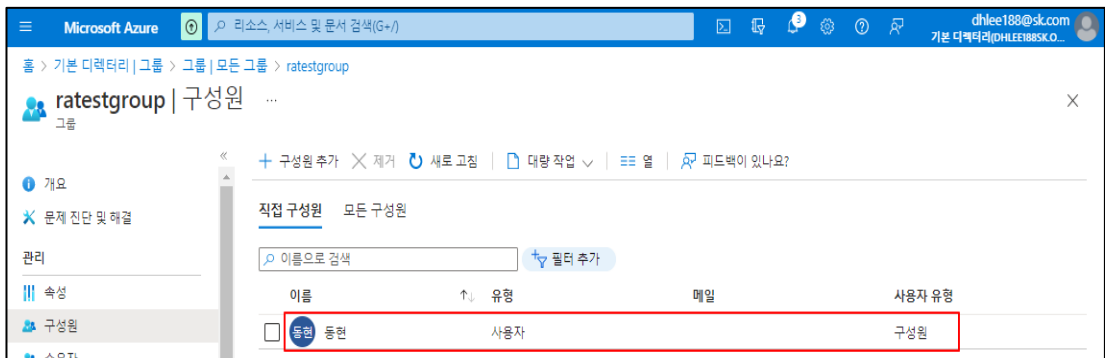 Microsoft Azure
리소스, 서비스 및 문서 검색(G+/)
3
dhlee188@sk.com
기본 디렉터리(DHLEE188SK.O...
홈 > 기본 디렉터리 | 그룹 > 그룹 | 모든 그룹 > ratestgroup
ratestgroup | 구성원 ...
그룹
구성원 추가 제거 새로 고침 대량 작업 열 피드백이 있나요?
개요
문제 진단 및 해결
관리
속성
구성원
소유자
직접 구성원 모든 구성원
이름으로 검색 필터 추가
이름 유형 메일 사용자 유형
동현 동현 사용자 구성원